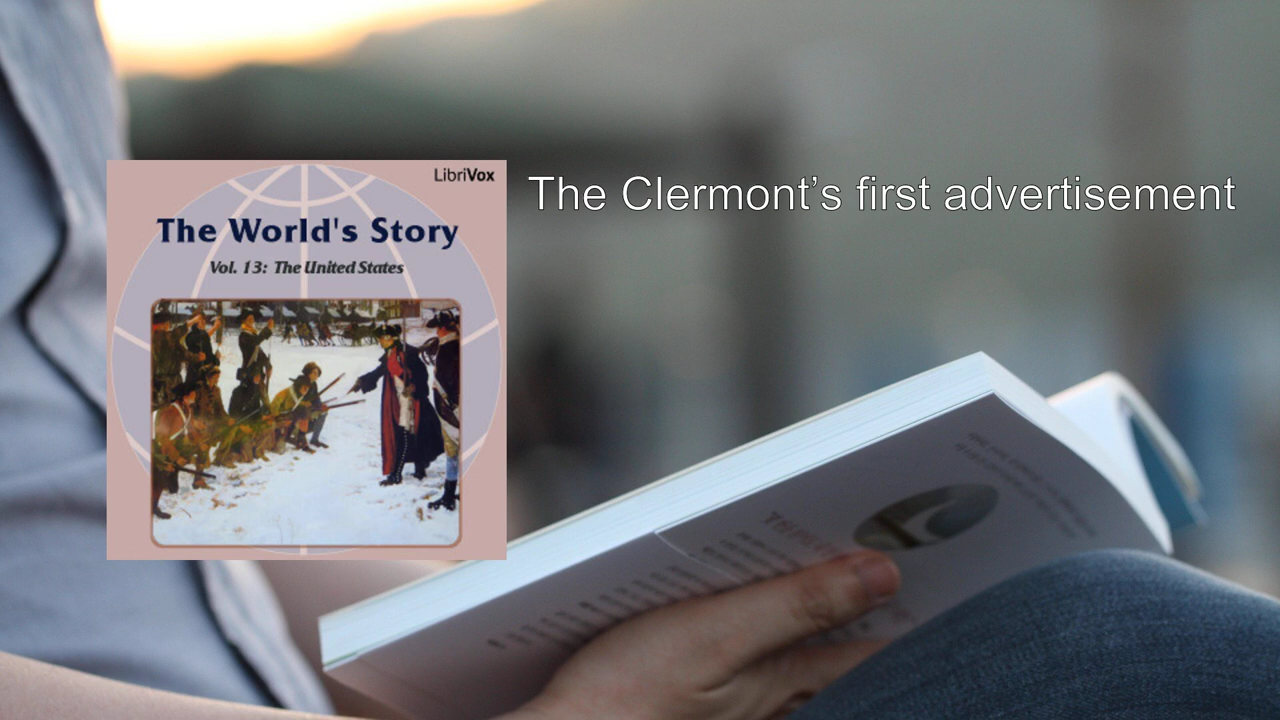 LibriVox
The World's Story
Vol. 13: The United States
The Clermont’s first advertisement